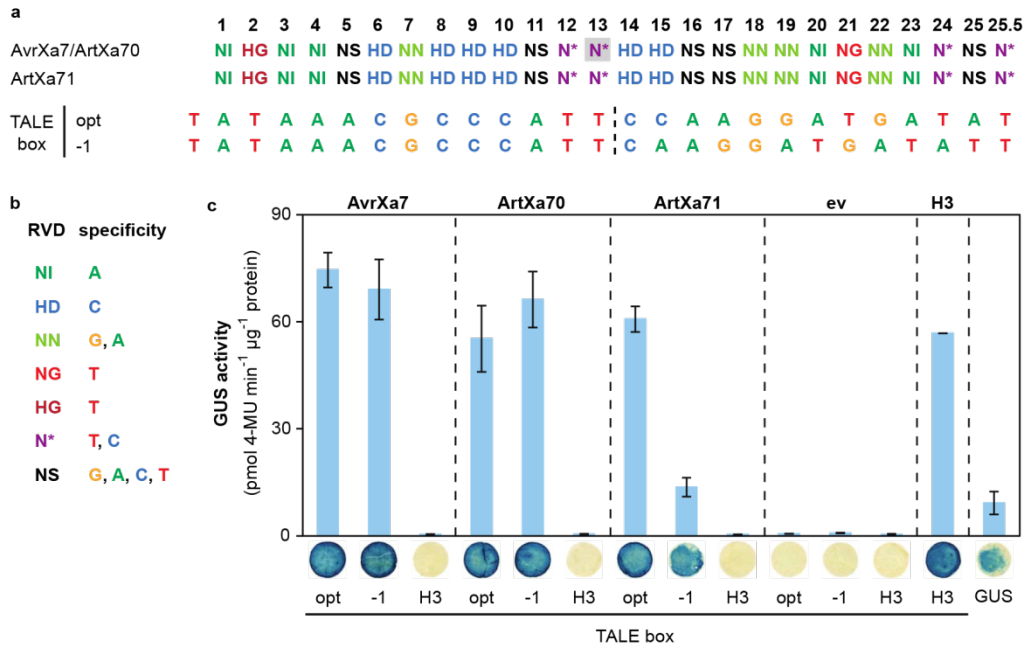 a
1 2 3 4 5 6 7 8 9 10 11 12 13 14 15 16 17 18 19 20 21 22 23 24 25 25.5
AvrXa7/ArtXa70 NI HG NI NI NS HD NN HD HD HD NS N* N* HD HD NS NS NN NN NI NG NN NI N* NS N*
ArtXa71 NI HG NI NI NS HD NN HD HD HD NS N* N* HD HD NS NS NN NN NI NG NN NI N* NS N*
TALE box
opt T A T A A A C G C C C A T T C C A A G G A T G A T A T
-1 T A T A A A C G C C C A T T C A A G G A T G A T A T T
b
RVD specificity
NI A
HD C
NN G, A
NG T
HG T
N* T, C
NS G, A, C, T
c
AvrXa7 ArtXa70 ArtXa71 ev H3
GUS activity
(pmol 4-MU min⁻¹ µg⁻¹ protein)
90
60
30
0
opt -1 H3 opt -1 H3 opt -1 H3 opt -1 H3 H3 GUS
TALE box